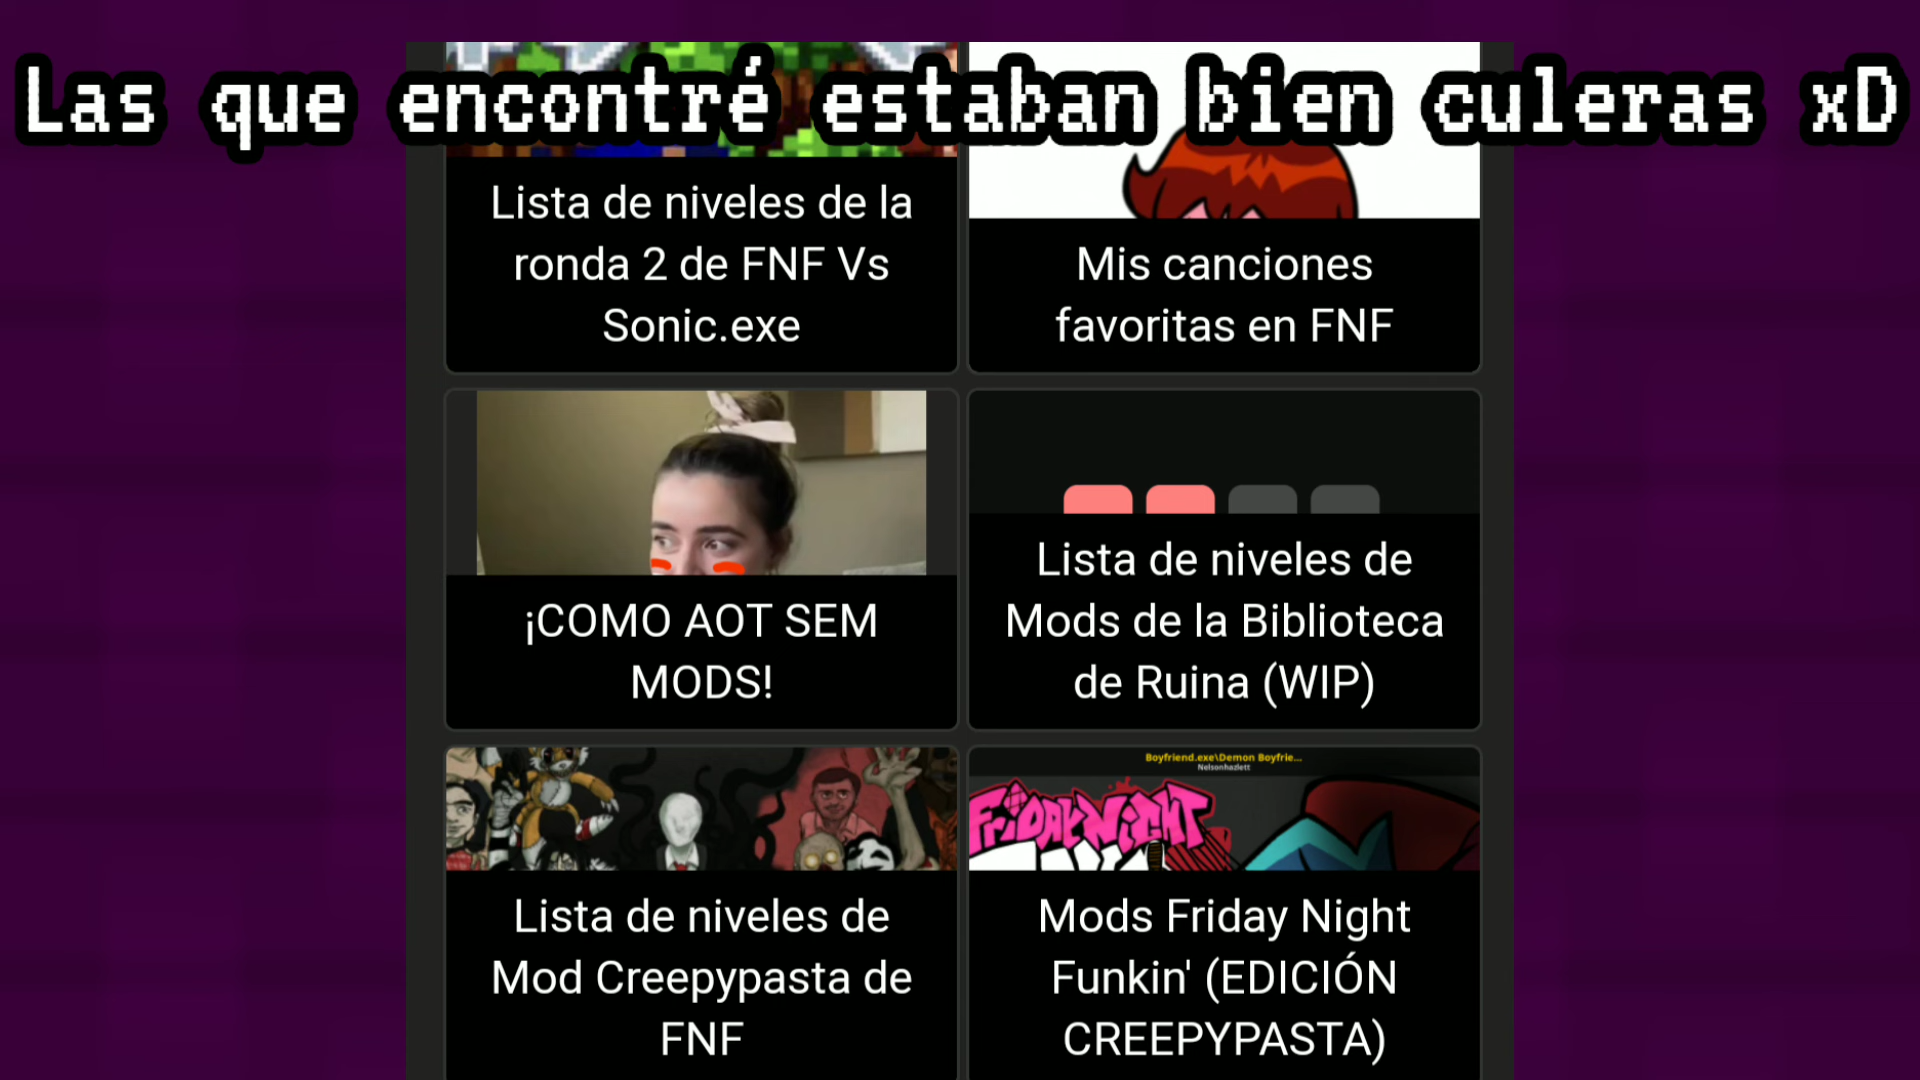 Las que encontré estaban bien culeras xD
Lista de niveles de la
ronda 2 de FNF Vs
Sonic.exe
Mis canciones
favoritas en FNF
¡COMO AOT SEM
MODS!
Lista de niveles de
Mods de la Biblioteca
de Ruina (WIP)
Lista de niveles de
Mod Creepypasta de
FNF
Boyfriend.exe\Demon Boyfrie...
Nelsonhazlett
FRIDAY NIGHT
Mods Friday Night
Funkin' (EDICIÓN
CREEPYPASTA)